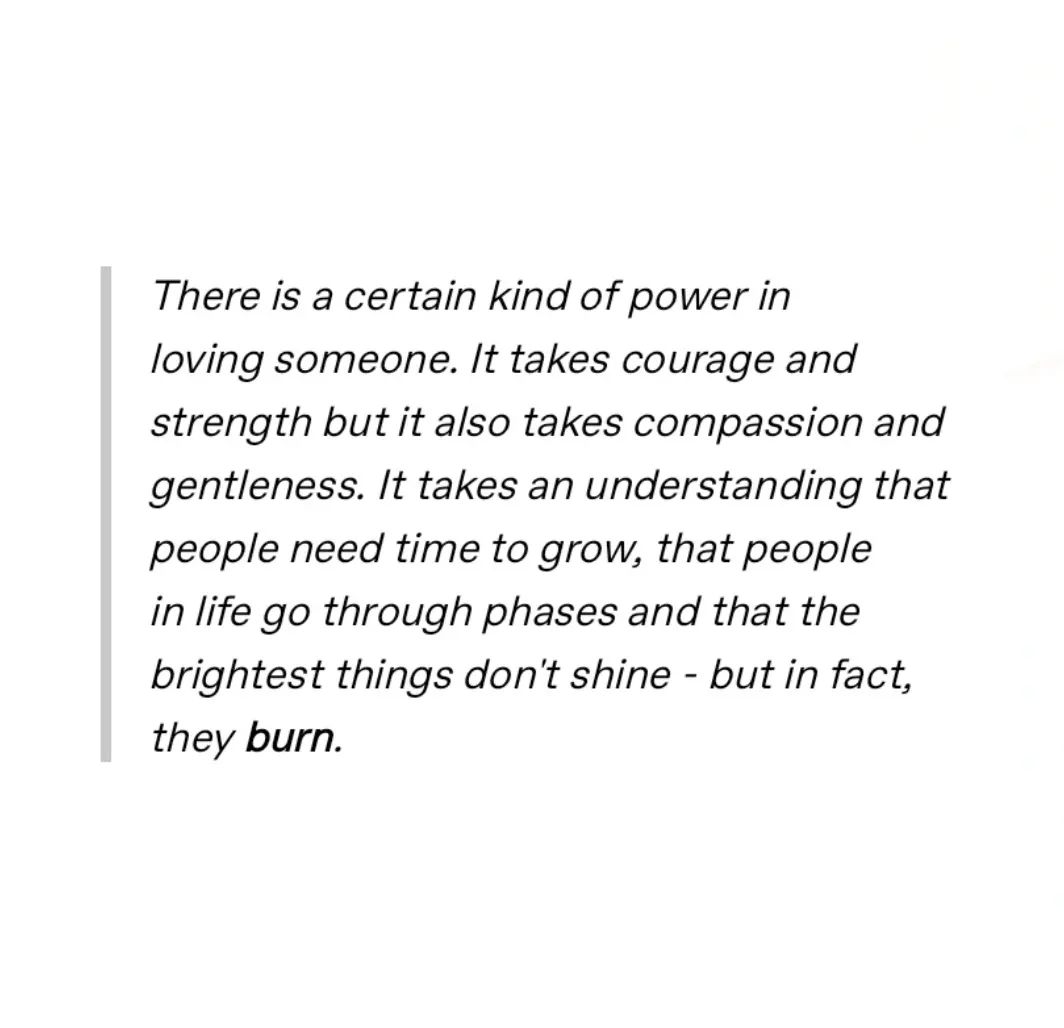 There is a certain kind of power in
loving someone. It takes courage and
strength but it also takes compassion and
gentleness. It takes an understanding that
people need time to grow, that people
in life go through phases and that the
brightest things don't shine - but in fact,
they burn.